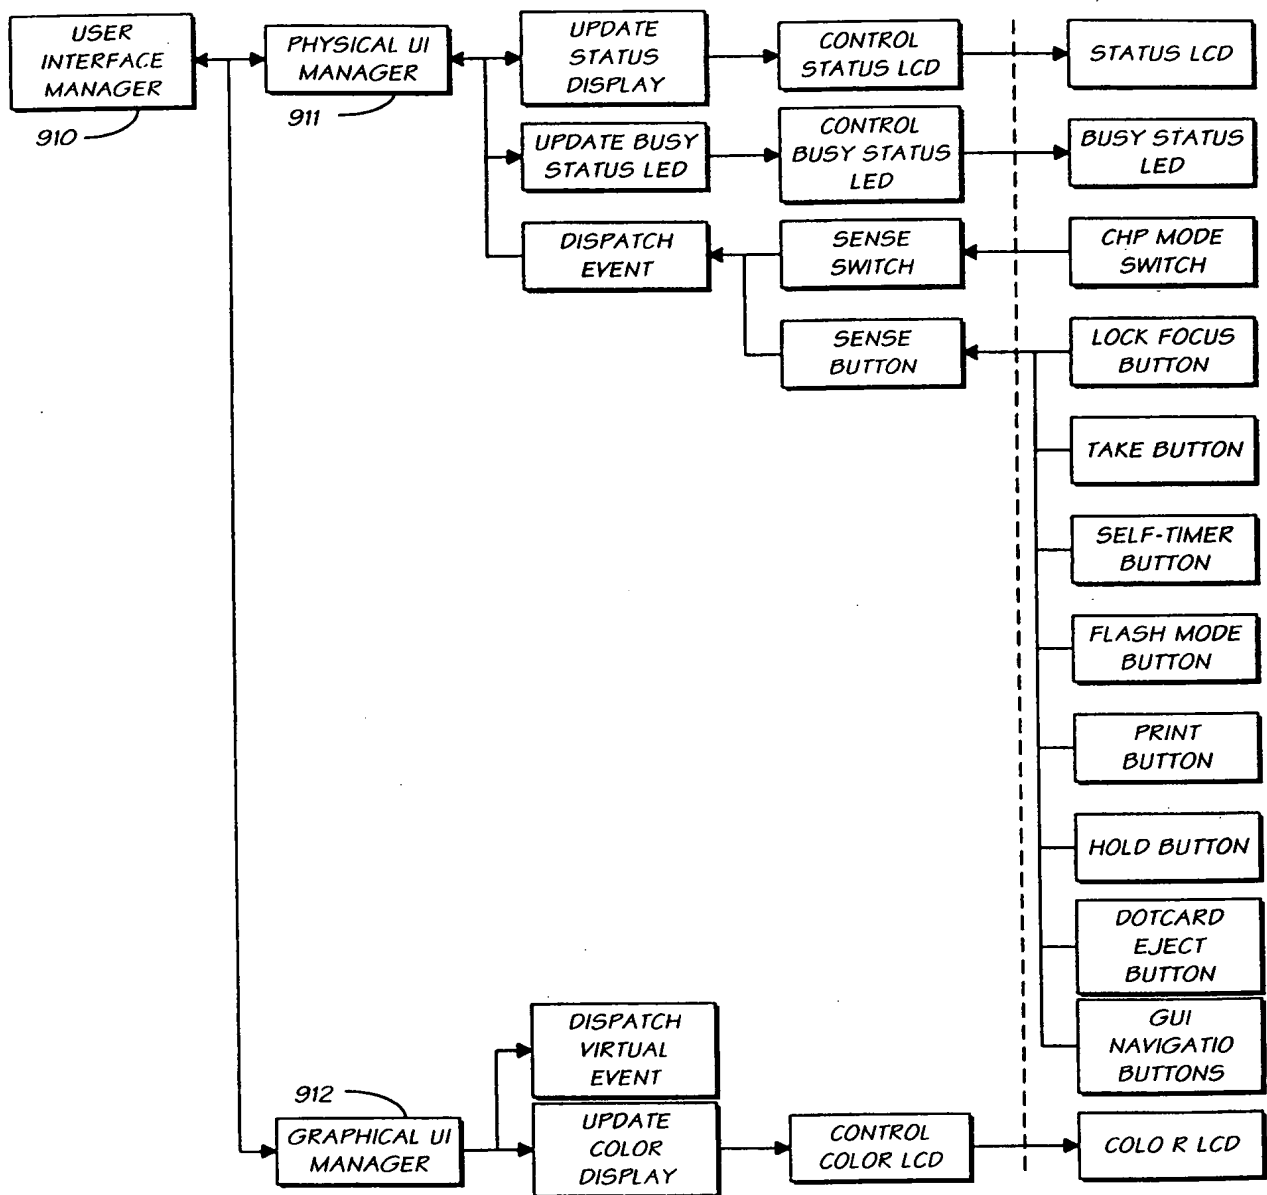 USER
INTERFACE
MANAGER
910
PHYSICAL UI
MANAGER
911
UPDATE
STATUS
DISPLAY
CONTROL
STATUS LCD
STATUS LCD
UPDATE BUSY
STATUS LED
CONTROL
BUSY STATUS
LED
BUSY STATUS
LED
DISPATCH
EVENT
SENSE
SWITCH
CHP MODE
SWITCH
SENSE
BUTTON
LOCK FOCUS
BUTTON
TAKE BUTTON
SELF-TIMER
BUTTON
FLASH MODE
BUTTON
PRINT
BUTTON
HOLD BUTTON
DOTCARD
EJECT
BUTTON
GUI
NAVIGATIO
BUTTONS
DISPATCH
VIRTUAL
EVENT
912
GRAPHICAL UI
MANAGER
UPDATE
COLOR
DISPLAY
CONTROL
COLOR LCD
COLO R LCD